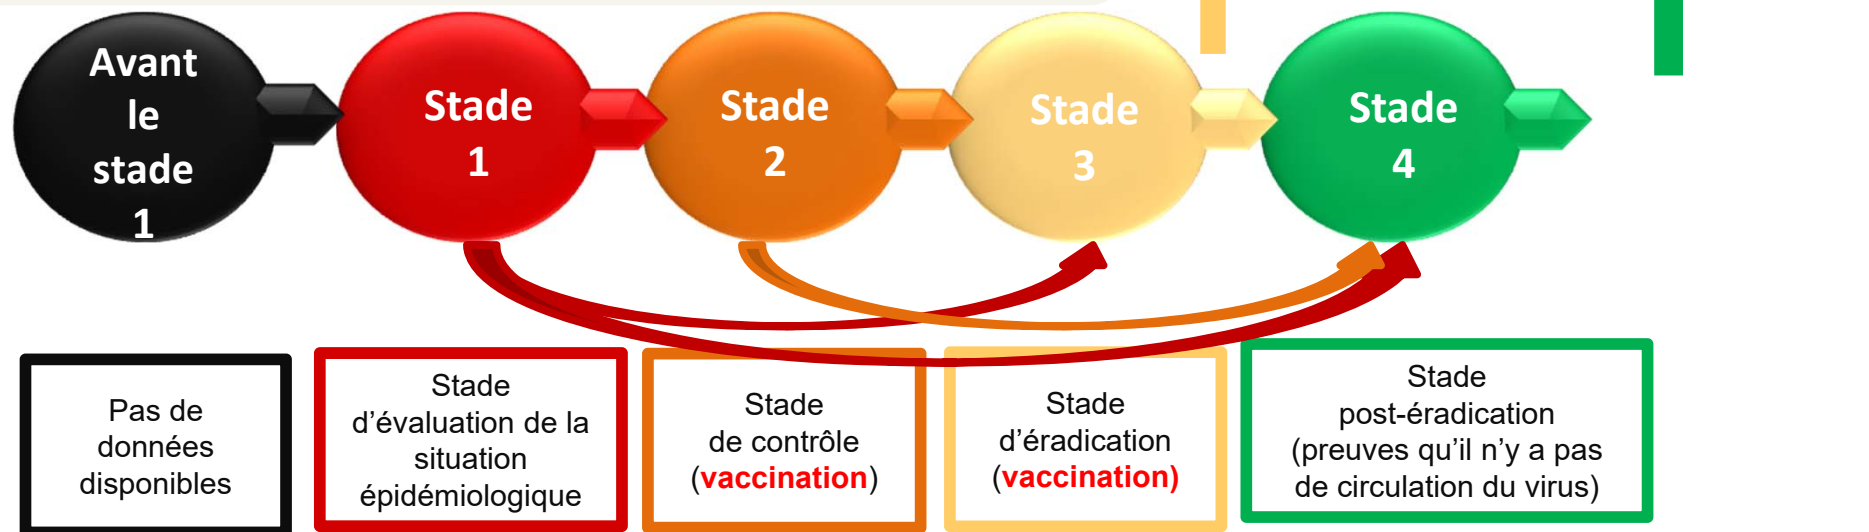 Avant
le
stade
1
Stade
1
Stade
2
Stade
3
Stade
4
Pas de
données
disponibles
Stade
d’évaluation de la
situation
épidémiologique
Stade
de contrôle
(vaccination)
Stade
d’éradication
(vaccination)
Stade
post-éradication
(preuves qu’il n’y a pas
de circulation du virus)